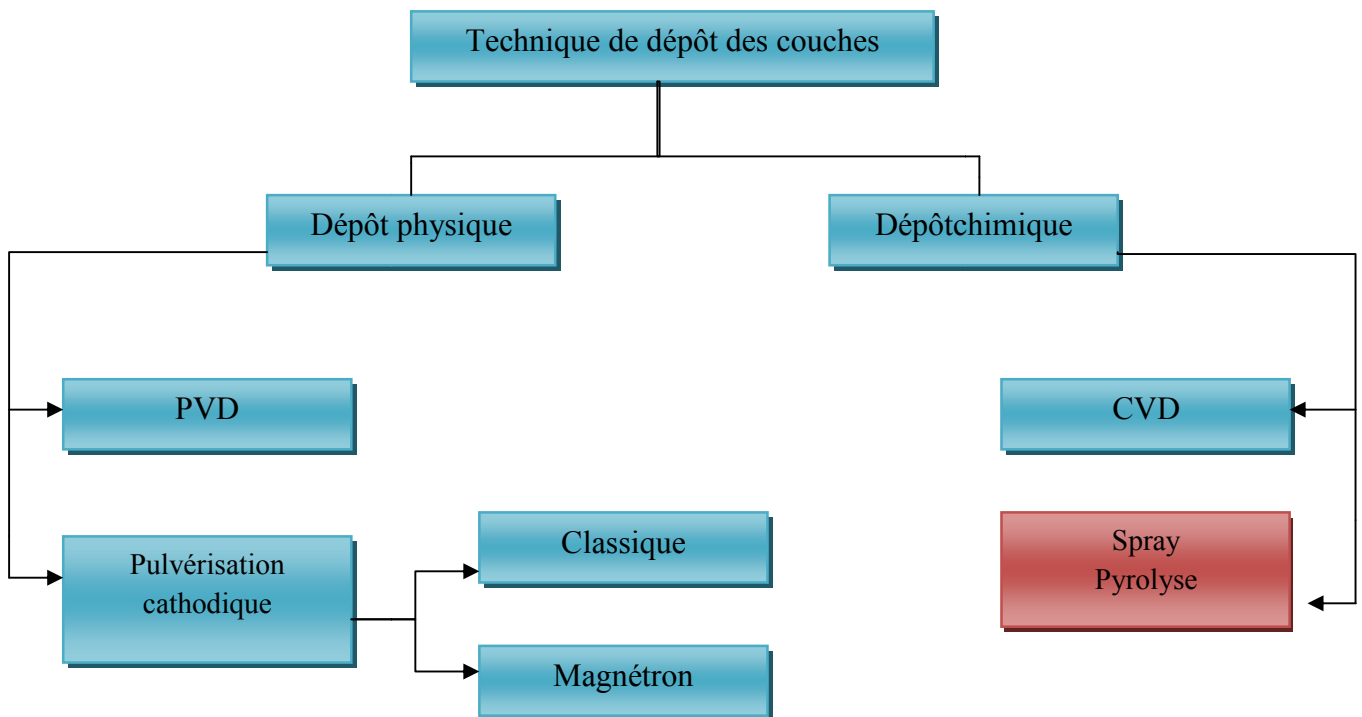 Technique de dépôt des couches
Dépôt physique
Dépôtchimique
PVD
CVD
Pulvérisation
cathodique
Classique
Spray
Pyrolyse
Magnétron